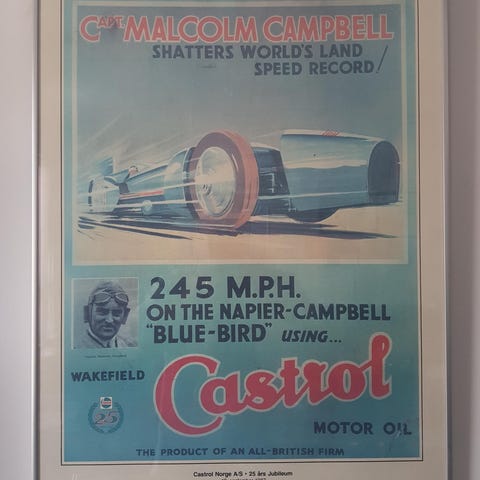 CAPT. MALCOLM CAMPBELL
SHATTERS WORLD'S LAND
SPEED RECORD!
245 M.P.H.
ON THE NAPIER-CAMPBELL
"BLUE-BIRD" USING...
WAKEFIELD
Castrol
25
MOTOR OIL
THE PRODUCT OF AN ALL-BRITISH FIRM
Castrol Norge A/S • 25 års Jubileum